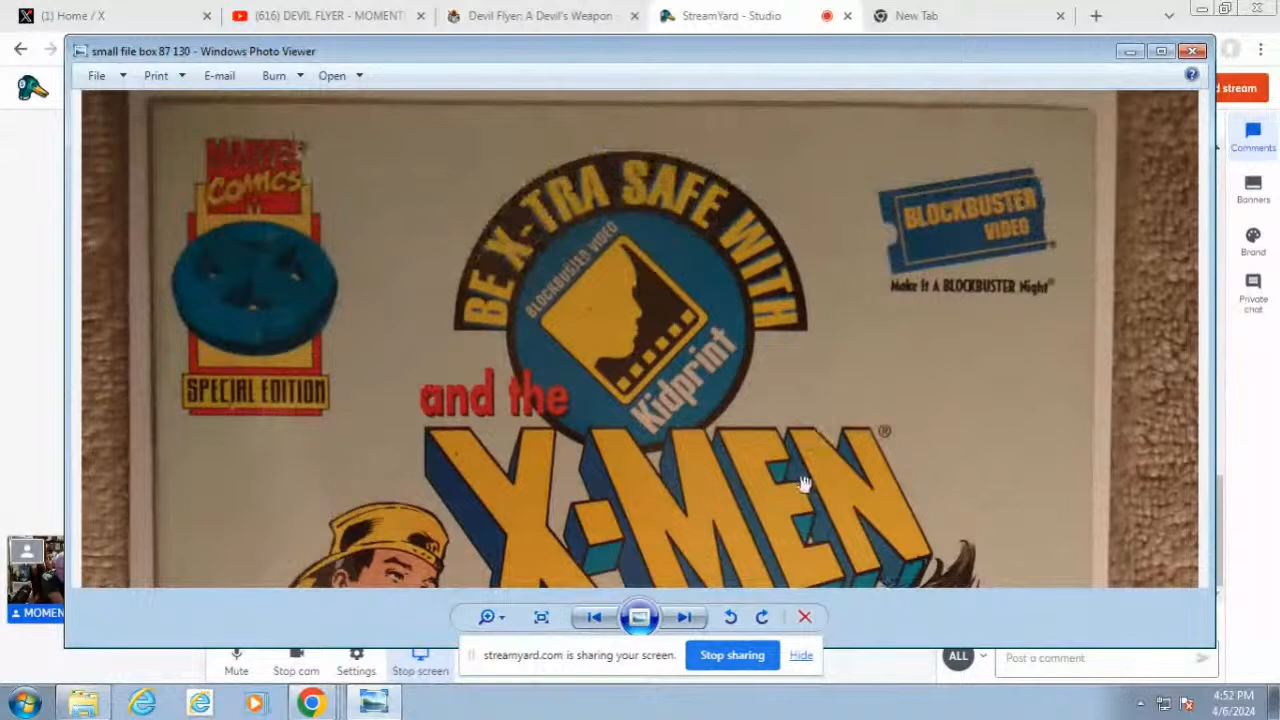 (1) Home / X
(616) DEVIL FLYER - MOMENT
Devil Flyer: A Devil's Weapon
StreamYard - Studio
New Tab
small file box 87 130 - Windows Photo Viewer
File
Print
E-mail
Burn
Open
d stream
MARVEL
COMICS
SPECIAL EDITION
BE X-TRA SAFE WITH
BLOCKBUSTER VIDEO
Kidprint
and the
X-MEN®
BLOCKBUSTER
VIDEO
Make It A BLOCKBUSTER Night®
Comments
Banners
Brand
Private
chat
MOMEN
streamyard.com is sharing your screen.
Stop sharing
Hide
Mute
Stop cam
Settings
Stop screen
ALL
Post a comment
4:52 PM
4/6/2024